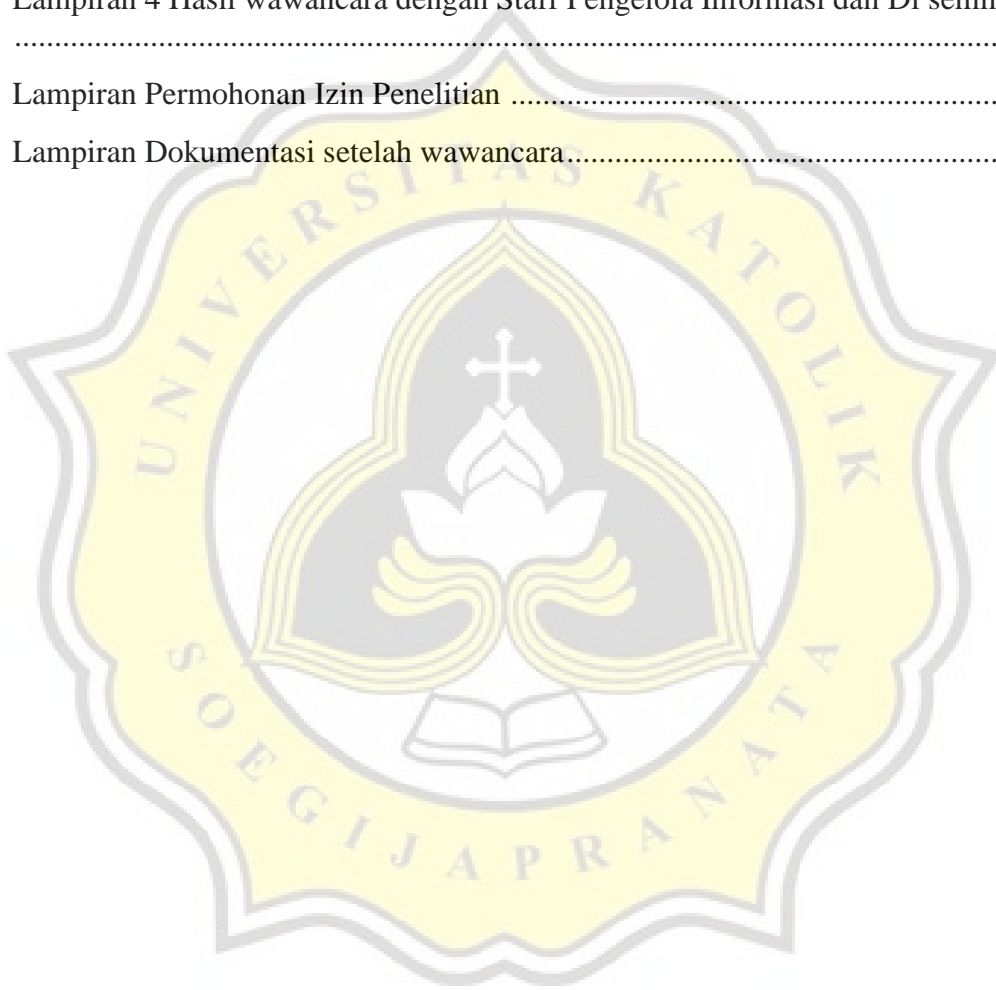 Lampiran 4 Hasil wawancara dengan Staff Pengelola Informasi dan Di
........................................................................................................................
Lampiran Permohonan Izin Penelitian ............................................................
Lampiran Dokumentasi setelah wawancara.....................................................
UNIVERSITAS KATOLIK
SOEGIJAPRANATA